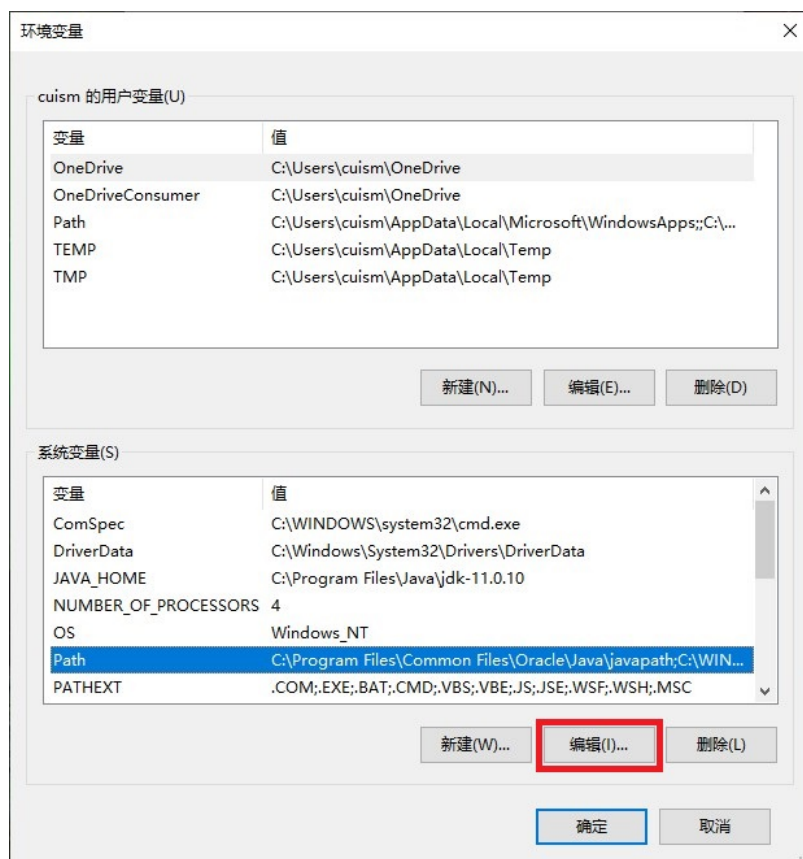 环境变量
cuism 的用户变量(U)
变量 值
OneDrive C:\Users\cuism\OneDrive
OneDriveConsumer C:\Users\cuism\OneDrive
Path C:\Users\cuism\AppData\Local\Microsoft\WindowsApps;;C:\...
TEMP C:\Users\cuism\AppData\Local\Temp
TMP C:\Users\cuism\AppData\Local\Temp
新建(N)... 编辑(E)... 删除(D)
系统变量(S)
变量 值
ComSpec C:\WINDOWS\system32\cmd.exe
DriverData C:\Windows\System32\Drivers\DriverData
JAVA_HOME C:\Program Files\Java\jdk-11.0.10
NUMBER_OF_PROCESSORS 4
OS Windows_NT
Path C:\Program Files\Common Files\Oracle\Java\javapath;C:\WIN...
PATHEXT .COM;.EXE;.BAT;.CMD;.VBS;.VBE;.JS;.JSE;.WSF;.WSH;.MSC
新建(W)... 编辑(I)... 删除(L)
确定 取消